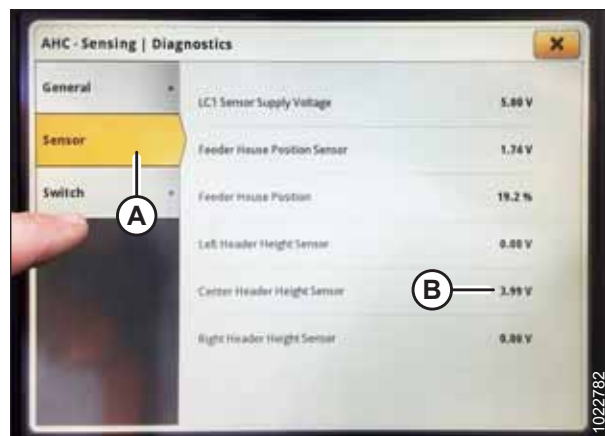 AHC - Sensing | Diagnostics
General
Sensor
A
Switch
LC1 Sensor Supply Voltage 5.00 V
Feeder House Position Sensor 1.74 V
Feeder House Position 19.2 %
Left Header Height Sensor 0.00 V
Center Header Height Sensor B 3.99 V
Right Header Height Sensor 0.00 V
1022782